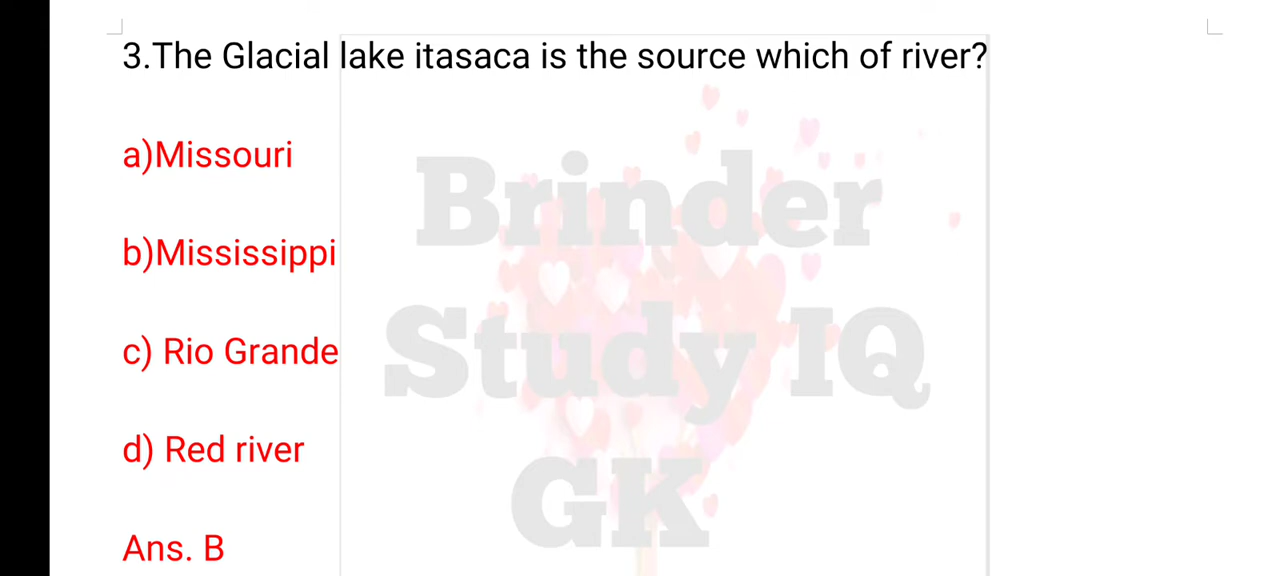 3.The Glacial lake itasaca is the source which of river?
a)Missouri
b)Mississippi
c) Rio Grande
d) Red river
Ans. B
Brinder
Study IQ
GK